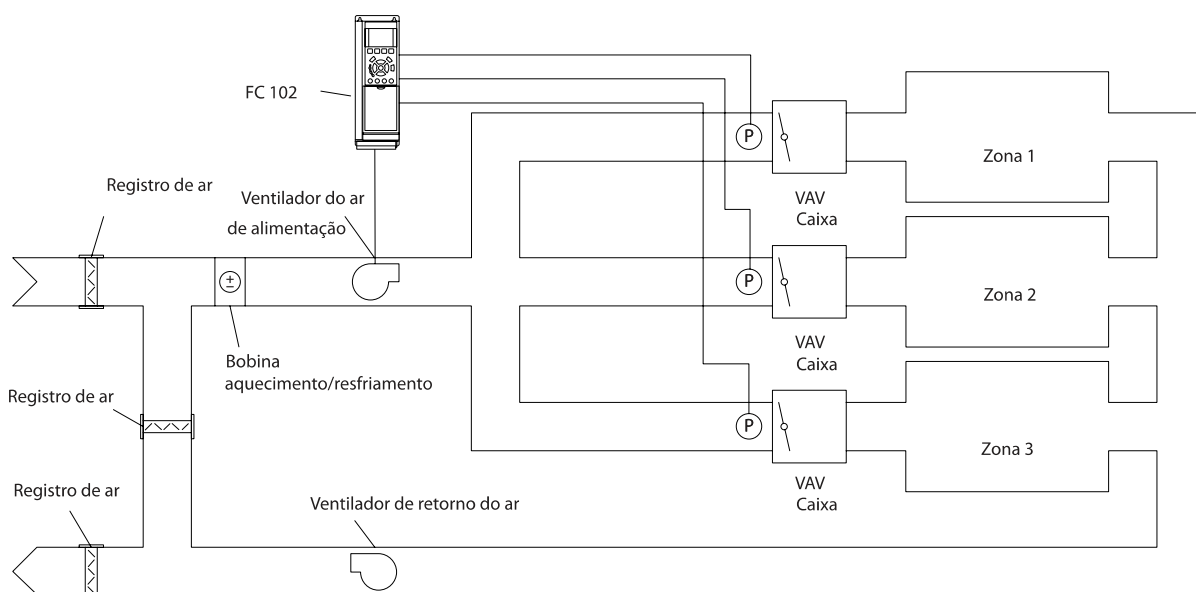 FC 102
Registro de ar
Ventilador do ar
de alimentação
P
VAV
Caixa
Zona 1
±
P
VAV
Caixa
Zona 2
Bobina
aquecimento/resfriamento
Registro de ar
P
VAV
Caixa
Zona 3
Registro de ar
Ventilador de retorno do ar